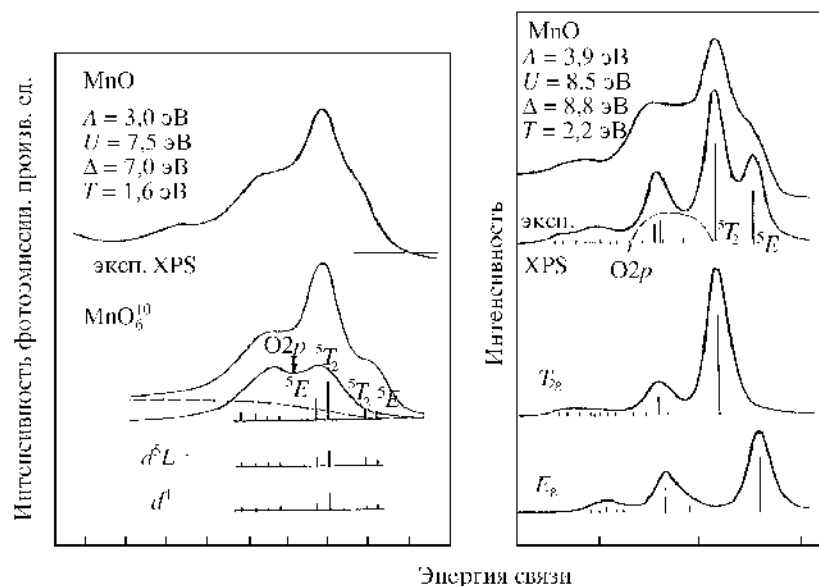 Интенсивность фотоэмиссии. произв. ед.
MnO
A = 3,0 эВ
U = 7,5 эВ
Δ = 7,0 эВ
T = 1,6 эВ
эксп. XPS
MnO₆¹⁰
O2p
⁵T₂
⁵E
⁵T₂ ⁵E
d⁵L
Интенсивность
MnO
A = 3,9 эВ
U = 8.5 эВ
Δ = 8,8 эВ
T = 2,2 эВ
эксп.
⁵T₂
⁵E
O2p
XPS
T₂g
Энергия связи